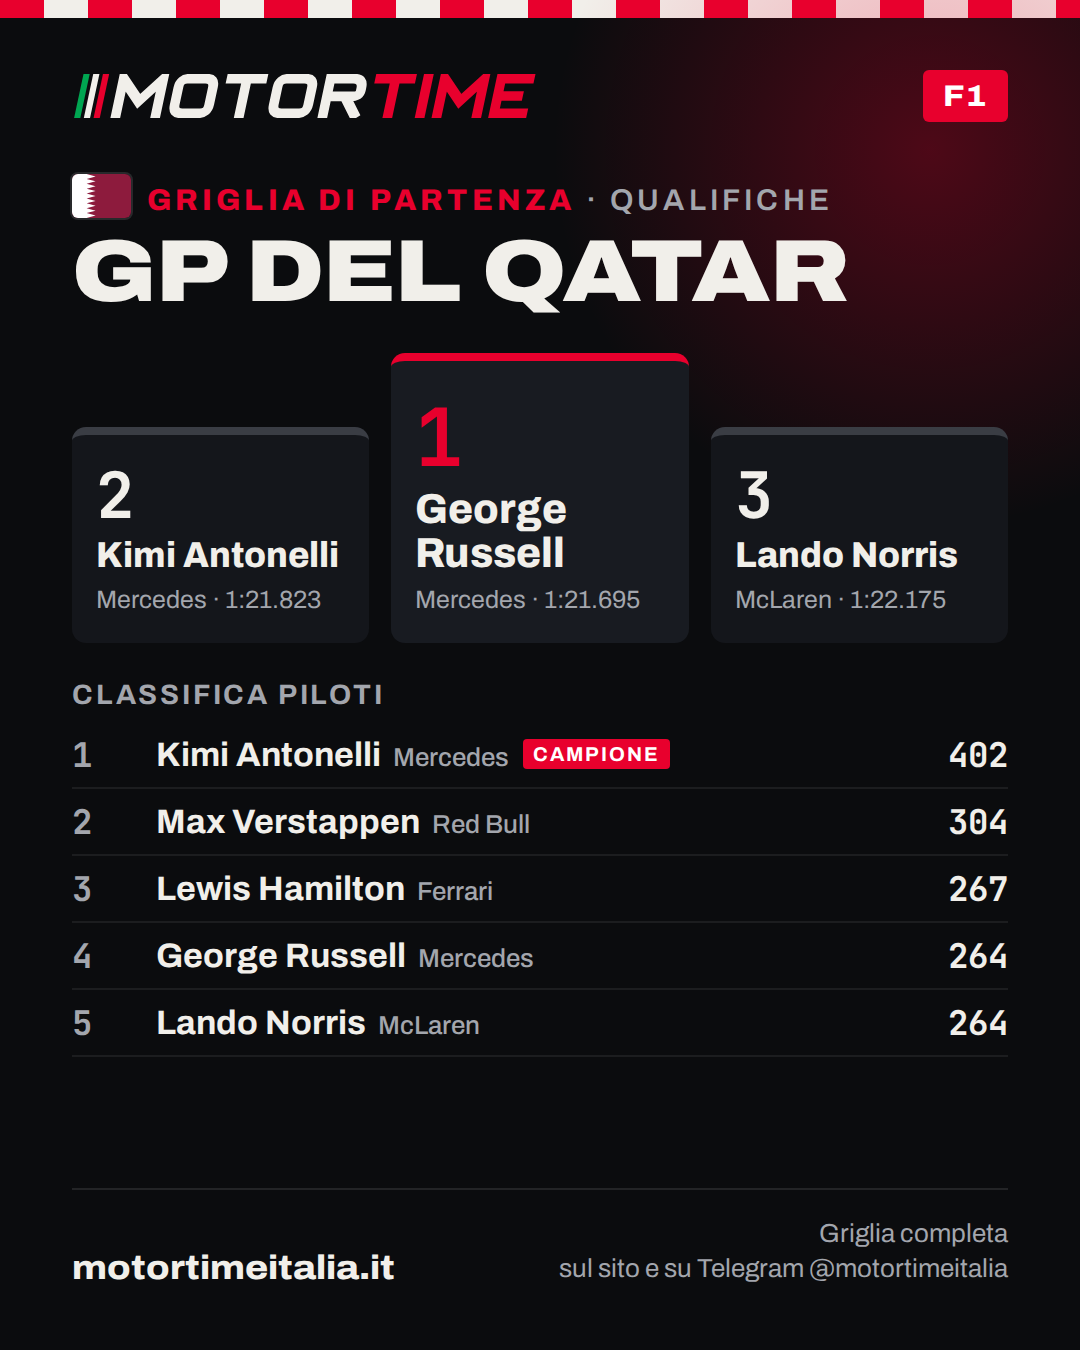 MOTORTIME
F1
GRIGLIA DI PARTENZA · QUALIFICHE
GP DEL QATAR
2
Kimi Antonelli
Mercedes · 1:21.823
1
George
Russell
Mercedes · 1:21.695
3
Lando Norris
McLaren · 1:22.175
CLASSIFICA PILOTI
1 Kimi Antonelli Mercedes CAMPIONE 402
2 Max Verstappen Red Bull 304
3 Lewis Hamilton Ferrari 267
4 George Russell Mercedes 264
5 Lando Norris McLaren 264
Griglia completa
motortimeitalia.it sul sito e su Telegram @motortimeitalia